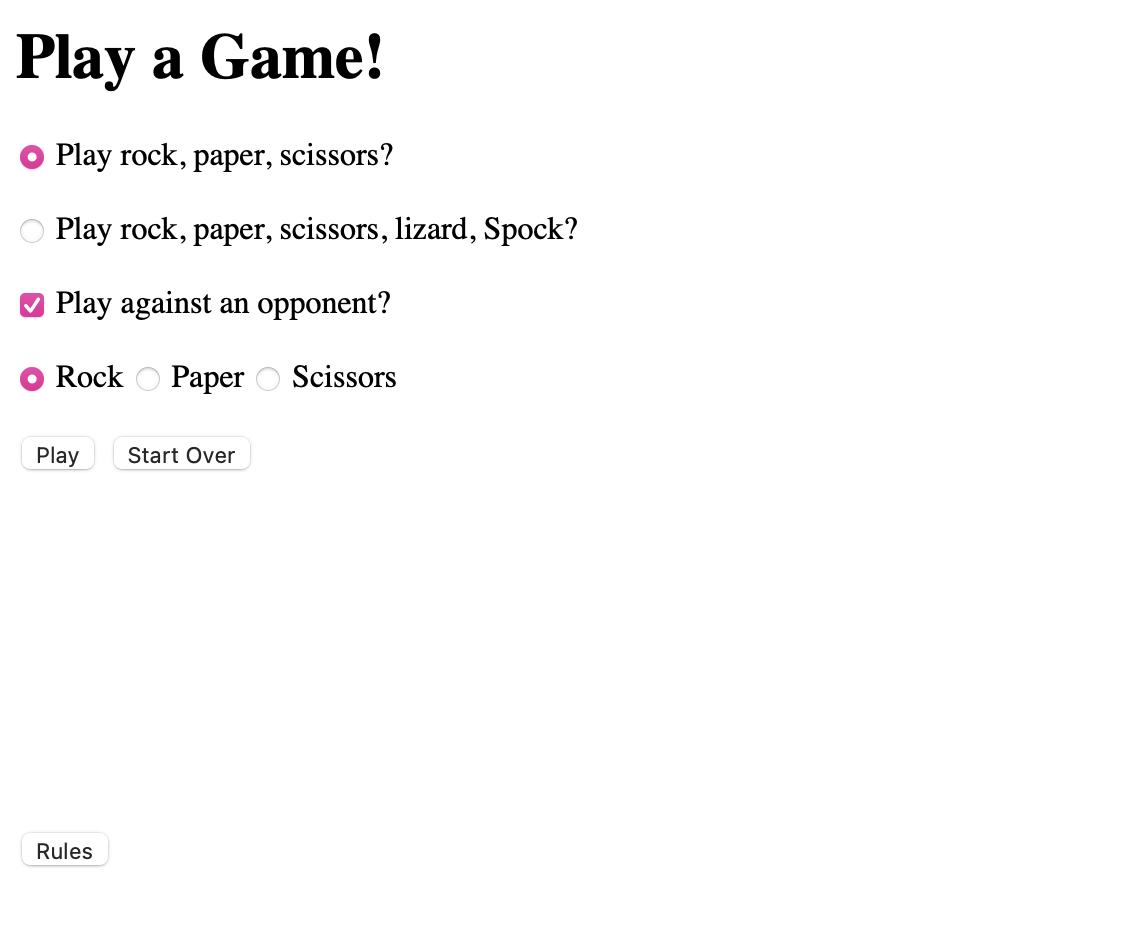 Play a Game!
Play rock, paper, scissors?
Play rock, paper, scissors, lizard, Spock?
Play against an opponent?
Rock Paper Scissors
Play Start Over
Rules